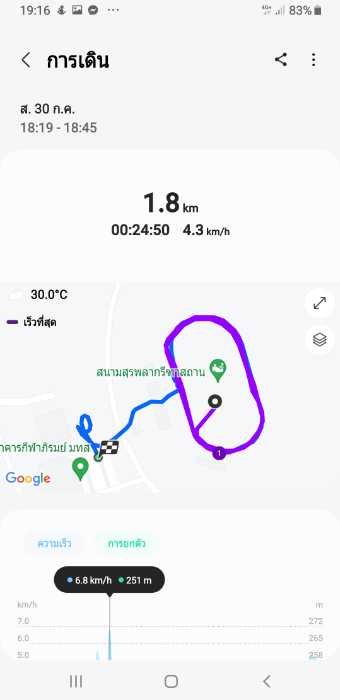 19:16 83%
การเดิน
ส. 30 ก.ค.
18:19 - 18:45
1.8 km
00:24:50 4.3 km/h
30.0°C
เร็วที่สุด
สนามสุรพลากรีฑาสถาน
าคารกีฬาภิรมย์ มทส
1
Google
ความเร็ว การยกตัว
6.8 km/h 251 m
km/h m
7.0 272
6.0 265
5.0 258